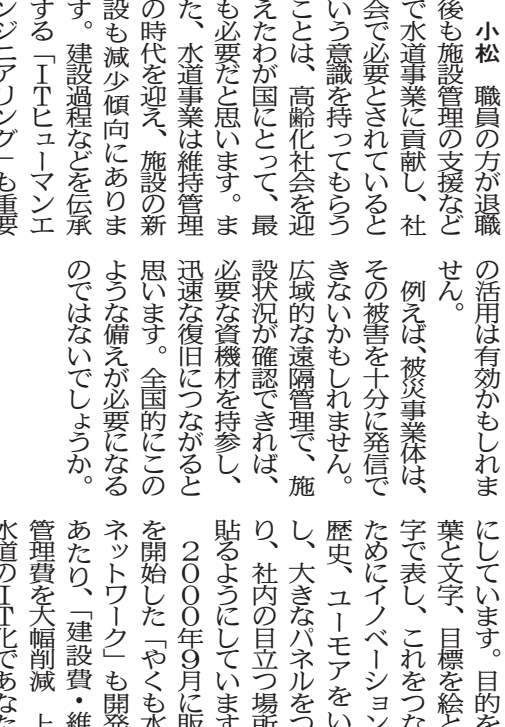 小松　職員の方が退職
後も施設管理の支援など
で水道事業に貢献し、社
会で必要とされていると
いう意識を持ってもらう
ことは、高齢化社会を迎
えたわが国にとって、最
も必要だと思います。ま
た、水道事業は維持管理
の時代を迎え、施設の新
設も減少傾向にありま
す。建設過程などを伝承
する「ＩＴヒューマンエ
ンジニアリング」も重要
の活用は有効かもしれま
せん。
例えば、被災事業体は、
その被害を十分に発信で
きないかもしれません。
広域的な遠隔管理で、施
設状況が確認できれば、
必要な資機材を持参し、
迅速な復旧につながると
思います。全国的にこの
ような備えが必要になる
のではないでしょうか。
にしています。目的を
葉と文字、目標を絵と
字で表し、これをつな
ためにイノベーション
歴史、ユーモアをい
し、大きなパネルをつ
り、社内の目立つ場所
貼るようにしています
２０００年９月に販
を開始した「やくも水
ネットワーク」も開発
あたり、「建設費・維
管理費を大幅削減　上
水道のＩＴ化であなた